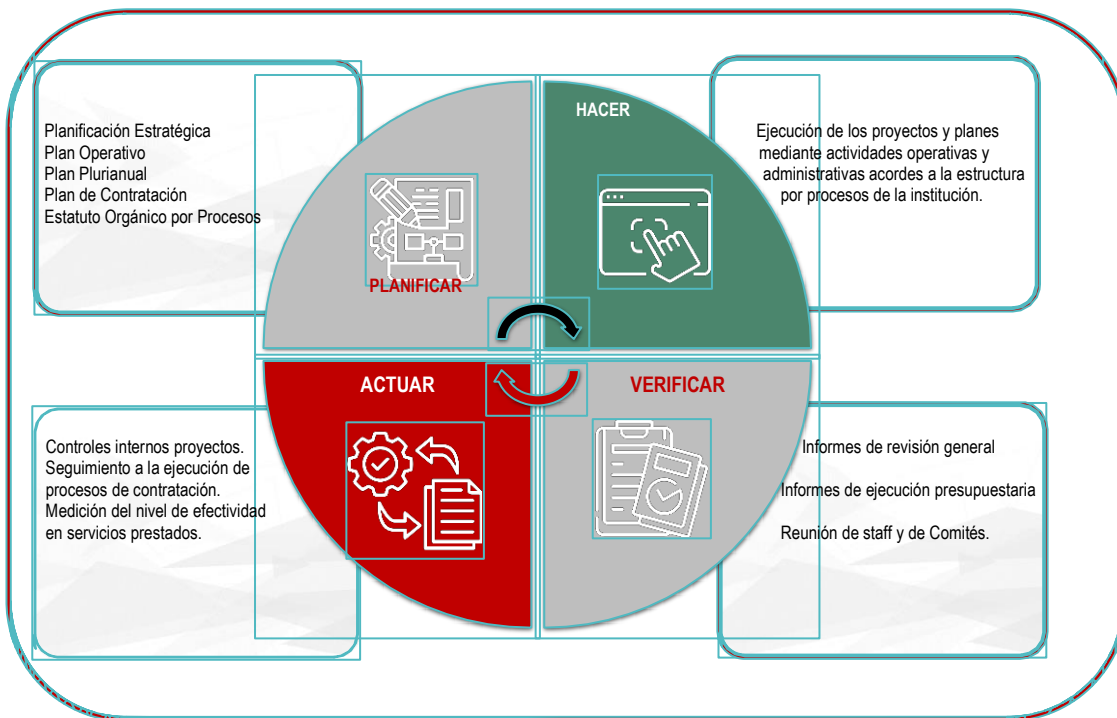 Planificación Estratégica
Plan Operativo
Plan Plurianual
Plan de Contratación
Estatuto Orgánico por Procesos
PLANIFICAR
HACER
Ejecución de los proyectos y planes
mediante actividades operativas y
administrativas acordes a la estructura
por procesos de la institución.
ACTUAR
Controles internos proyectos.
Seguimiento a la ejecución de
procesos de contratación.
Medición del nivel de efectividad
en servicios prestados.
VERIFICAR
Informes de revisión general
Informes de ejecución presupuestaria
Reunión de staff y de Comités.